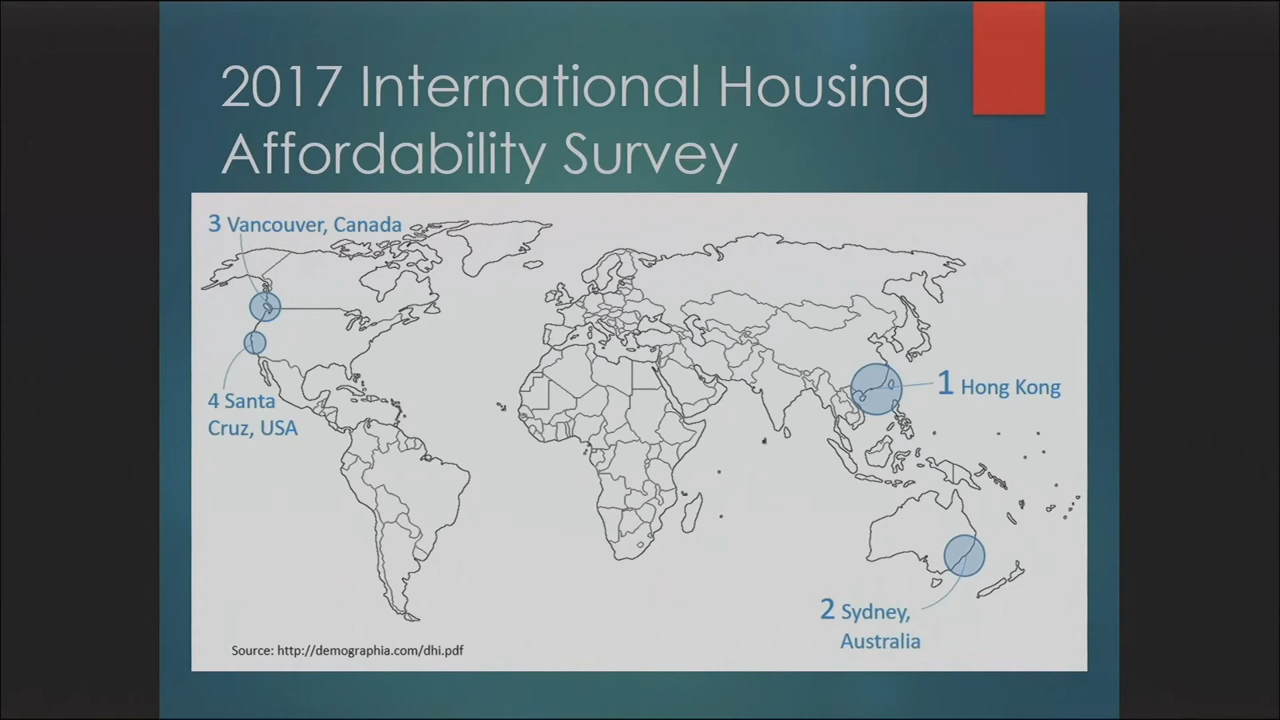 2017 International Housing
Affordability Survey
3 Vancouver, Canada
4 Santa
Cruz, USA
1 Hong Kong
2 Sydney,
Australia
Source: http://demographia.com/dhi.pdf